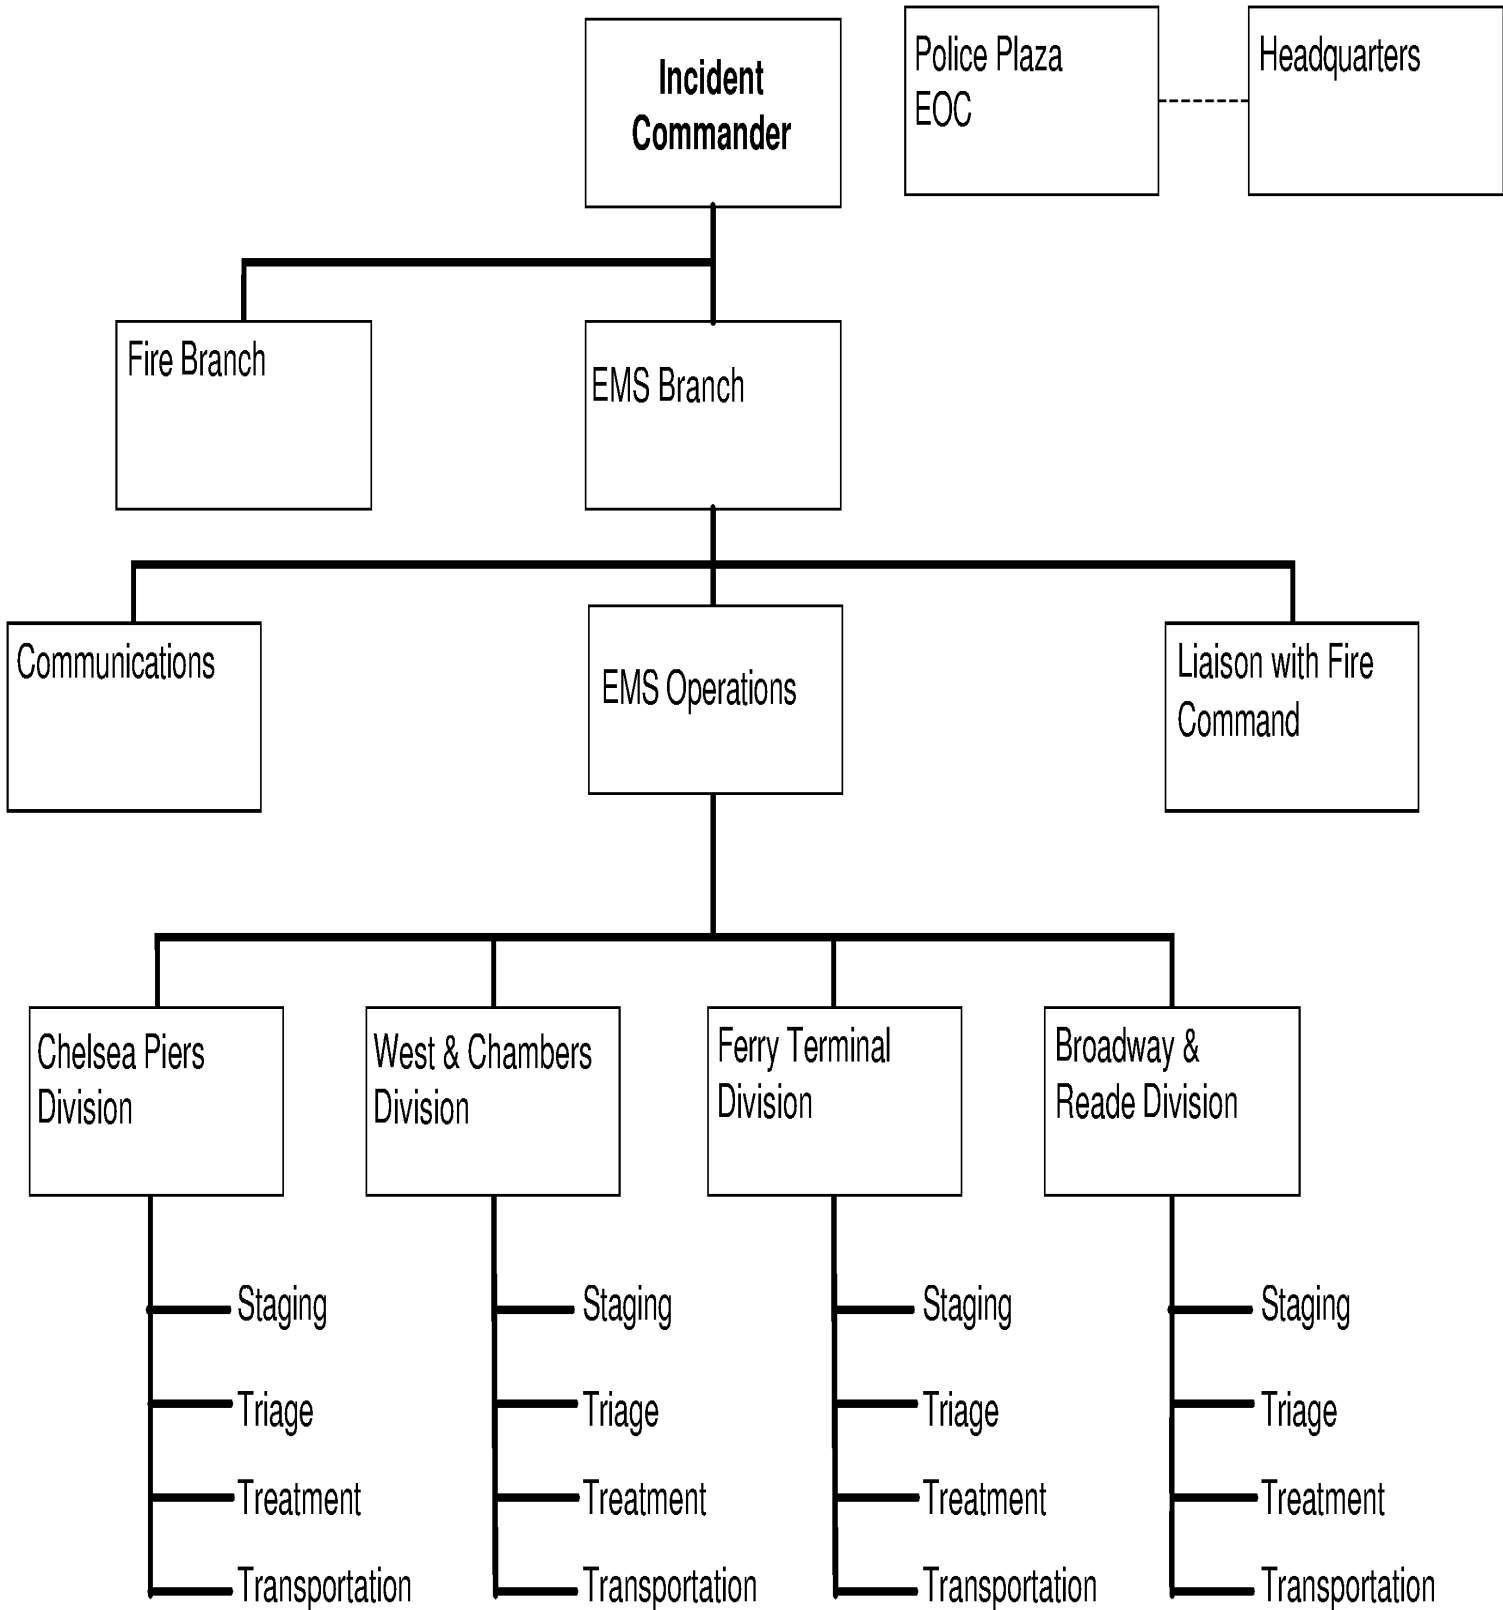 Incident
Commander
Police Plaza
EOC
Headquarters
Fire Branch
EMS Branch
Communications
EMS Operations
Liaison with Fire
Command
Chelsea Piers
Division
West & Chambers
Division
Ferry Terminal
Division
Broadway &
Reade Division
Staging
Triage
Treatment
Transportation
Staging
Triage
Treatment
Transportation
Staging
Triage
Treatment
Transportation
Staging
Triage
Treatment
Transportation